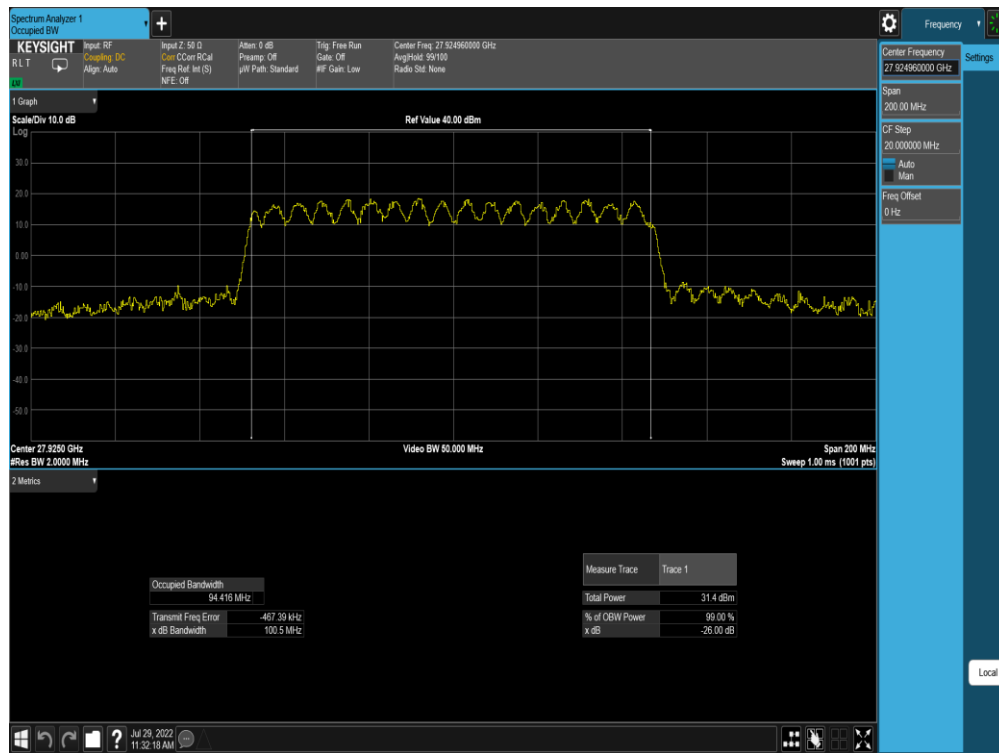 Spectrum Analyzer 1
Occupied BW
+
Frequency
KEYSIGHT
RLT
LXI
Input: RF
Coupling: DC
Align: Auto
Input Z: 50 Ω
Corr CCorr RCal
Freq Ref: Int (S)
NFE: Off
Atten: 0 dB
Preamp: Off
µW Path: Standard
Trig: Free Run
Gate: Off
#IF Gain: Low
Center Freq: 27.924960000 GHz
Avg|Hold: 99/100
Radio Std: None
Center Frequency
27.924960000 GHz
Settings
Span
200.00 MHz
CF Step
20.000000 MHz
Auto
Man
Freq Offset
0 Hz
1 Graph
Scale/Div 10.0 dB
Ref Value 40.00 dBm
Log
30.0
20.0
10.0
0.00
-10.0
-20.0
-30.0
-40.0
-50.0
Center 27.9250 GHz
Video BW 50.000 MHz
Span 200 MHz
#Res BW 2.0000 MHz
Sweep 1.00 ms (1001 pts)
2 Metrics
Measure Trace Trace 1
Occupied Bandwidth
94.416 MHz
Total Power 31.4 dBm
Transmit Freq Error -467.39 kHz
% of OBW Power 99.00 %
x dB Bandwidth 100.5 MHz
x dB -26.00 dB
Local
?
Jul 29, 2022
11:32:18 AM